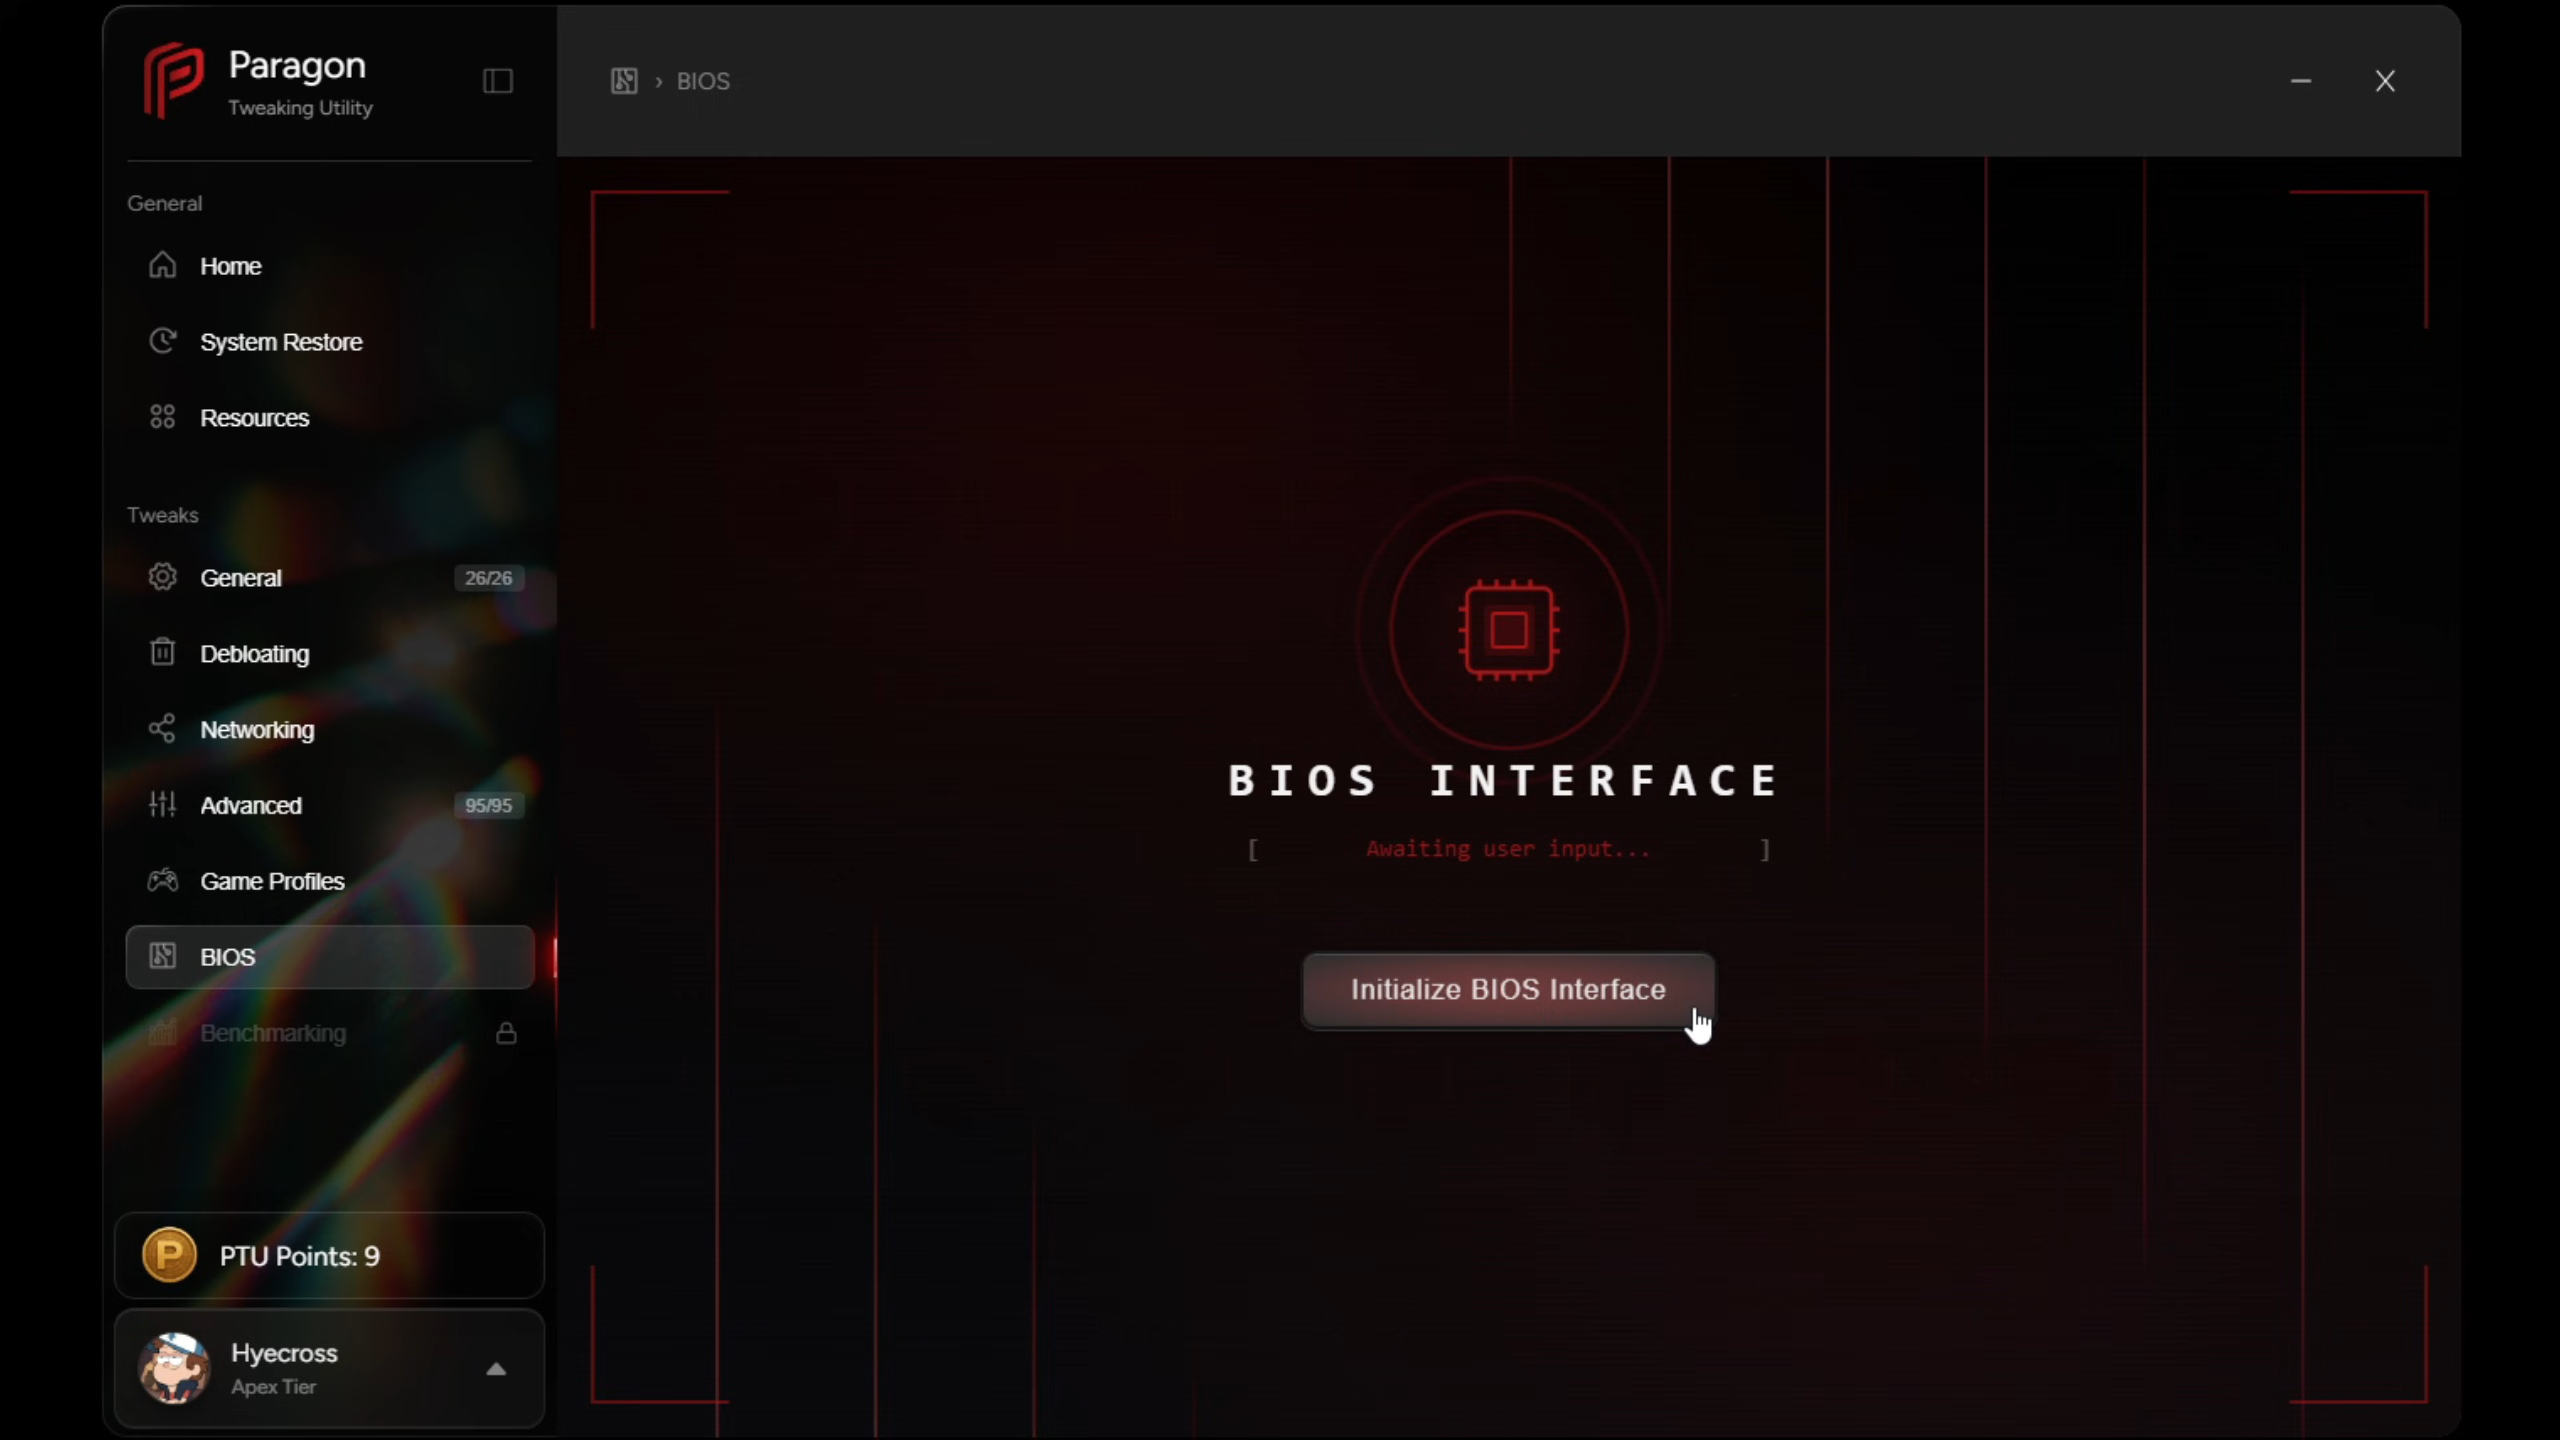 Paragon
Tweaking Utility
General
Home
System Restore
Resources
Tweaks
General 26/26
Debloating
Networking
Advanced 95/95
Game Profiles
BIOS
Benchmarking
PTU Points: 9
Hyecross
Apex Tier
› BIOS
BIOS INTERFACE
[ Awaiting user input... ]
Initialize BIOS Interface